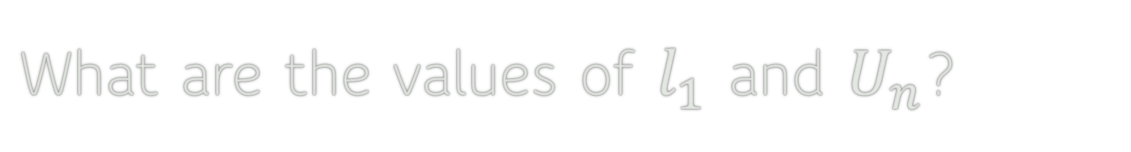 What are the values of l₁ and Uₙ?